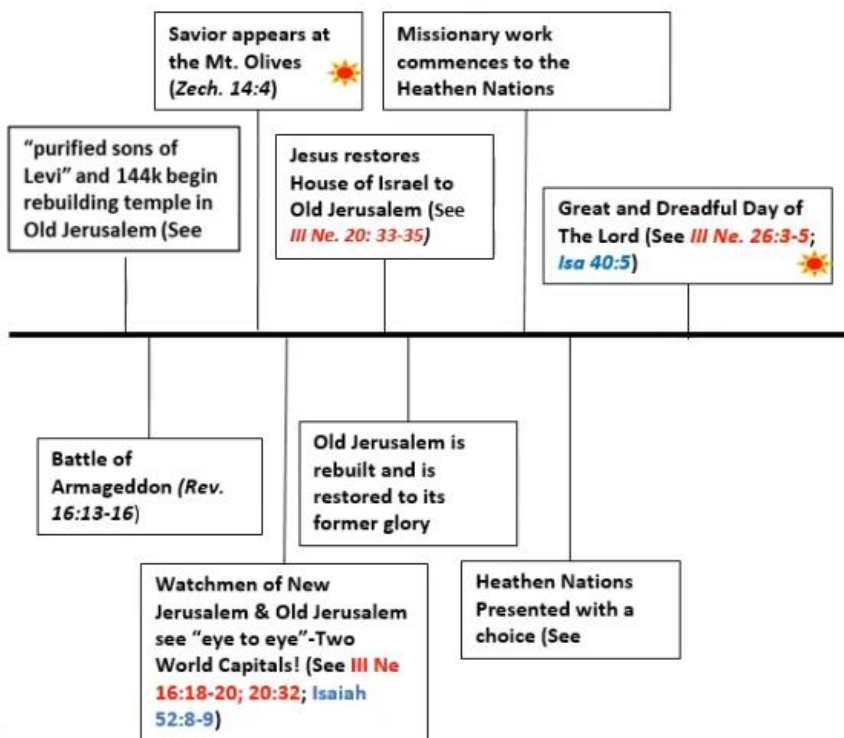 Savior appears at
the Mt. Olives
(Zech. 14:4)
Missionary work
commences to the
Heathen Nations
“purified sons of
Levi” and 144k begin
rebuilding temple in
Old Jerusalem (See
Jesus restores
House of Israel to
Old Jerusalem (See
III Ne. 20: 33-35)
Great and Dreadful Day of
The Lord (See III Ne. 26:3-5;
Isa 40:5)
Battle of
Armageddon (Rev.
16:13-16)
Old Jerusalem is
rebuilt and is
restored to its
former glory
Watchmen of New
Jerusalem & Old Jerusalem
see “eye to eye”-Two
World Capitals! (See III Ne
16:18-20; 20:32; Isaiah
52:8-9)
Heathen Nations
Presented with a
choice (See